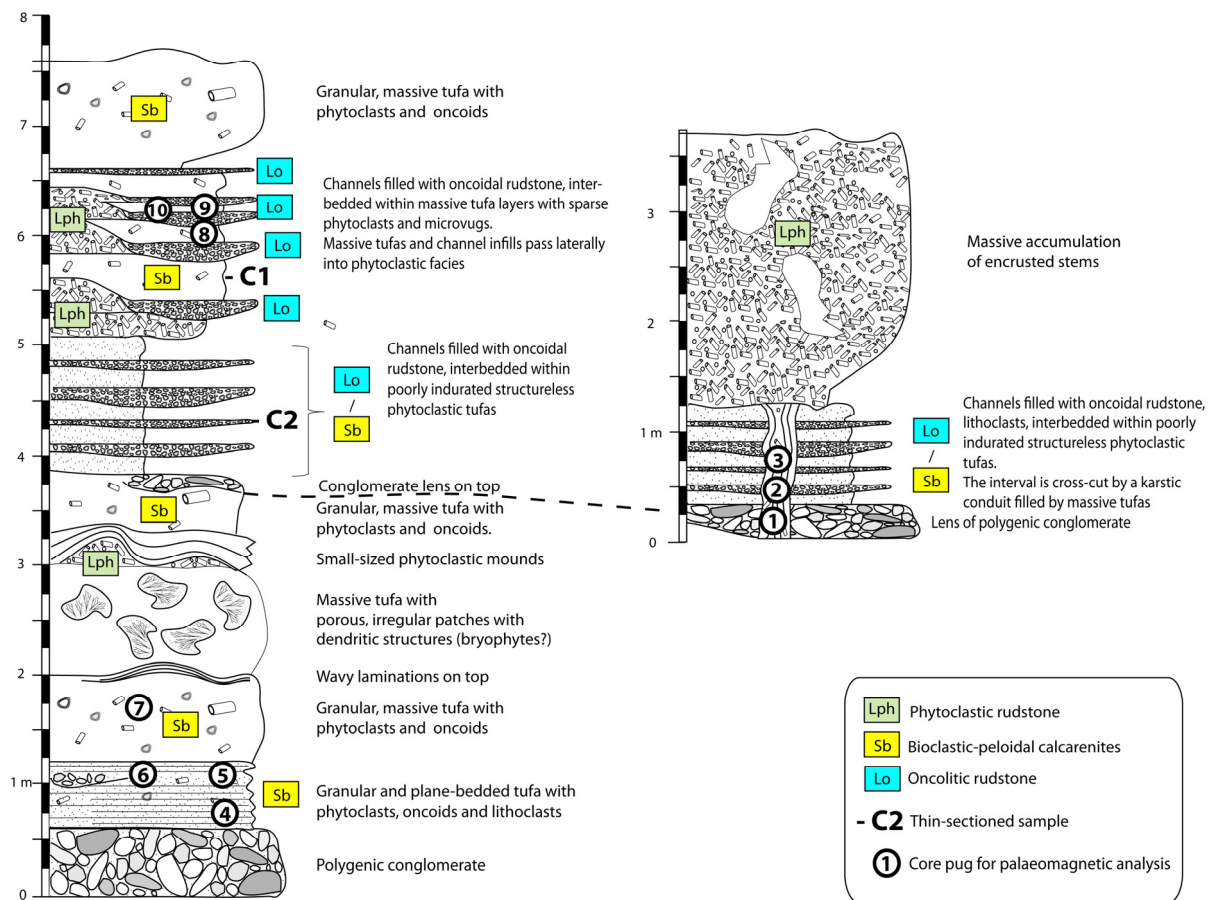 8
Granular, massive tufa with
phytoclasts and oncoids
Sb
7
Lo
Channels filled with oncoidal rudstone, inter-
bedded within massive tufa layers with sparse
phytoclasts and microvugs.
Massive tufas and channel infills pass laterally
into phytoclastic facies
10
9
Lo
Lph
8
6
Lo
Sb
- C1
Lo
Lph
5
Channels filled with oncoidal
rudstone, interbedded within
poorly indurated structureless
phytoclastic tufas
Lo
/
Sb
C2
4
Conglomerate lens on top
Granular, massive tufa with
phytoclasts and oncoids.
Sb
Lph
3
Small-sized phytoclastic mounds
Massive tufa with
porous, irregular patches with
dendritic structures (bryophytes?)
2
Wavy laminations on top
Granular, massive tufa with
phytoclasts and oncoids
7
Sb
6
5
1 m
Sb
Granular and plane-bedded tufa with
phytoclasts, oncoids and lithoclasts
4
Polygenic conglomerate
0
3
Lph
Massive accumulation
of encrusted stems
2
1 m
Channels filled with oncoidal rudstone,
lithoclasts, interbedded within poorly
indurated structureless phytoclastic
tufas.
The interval is cross-cut by a karstic
conduit filled by massive tufas
Lo
/
Sb
3
2
1
Lens of polygenic conglomerate
0
Lph Phytoclastic rudstone
Sb Bioclastic-peloidal calcarenites
Lo Oncolitic rudstone
- C2 Thin-sectioned sample
1 Core pug for palaeomagnetic analysis